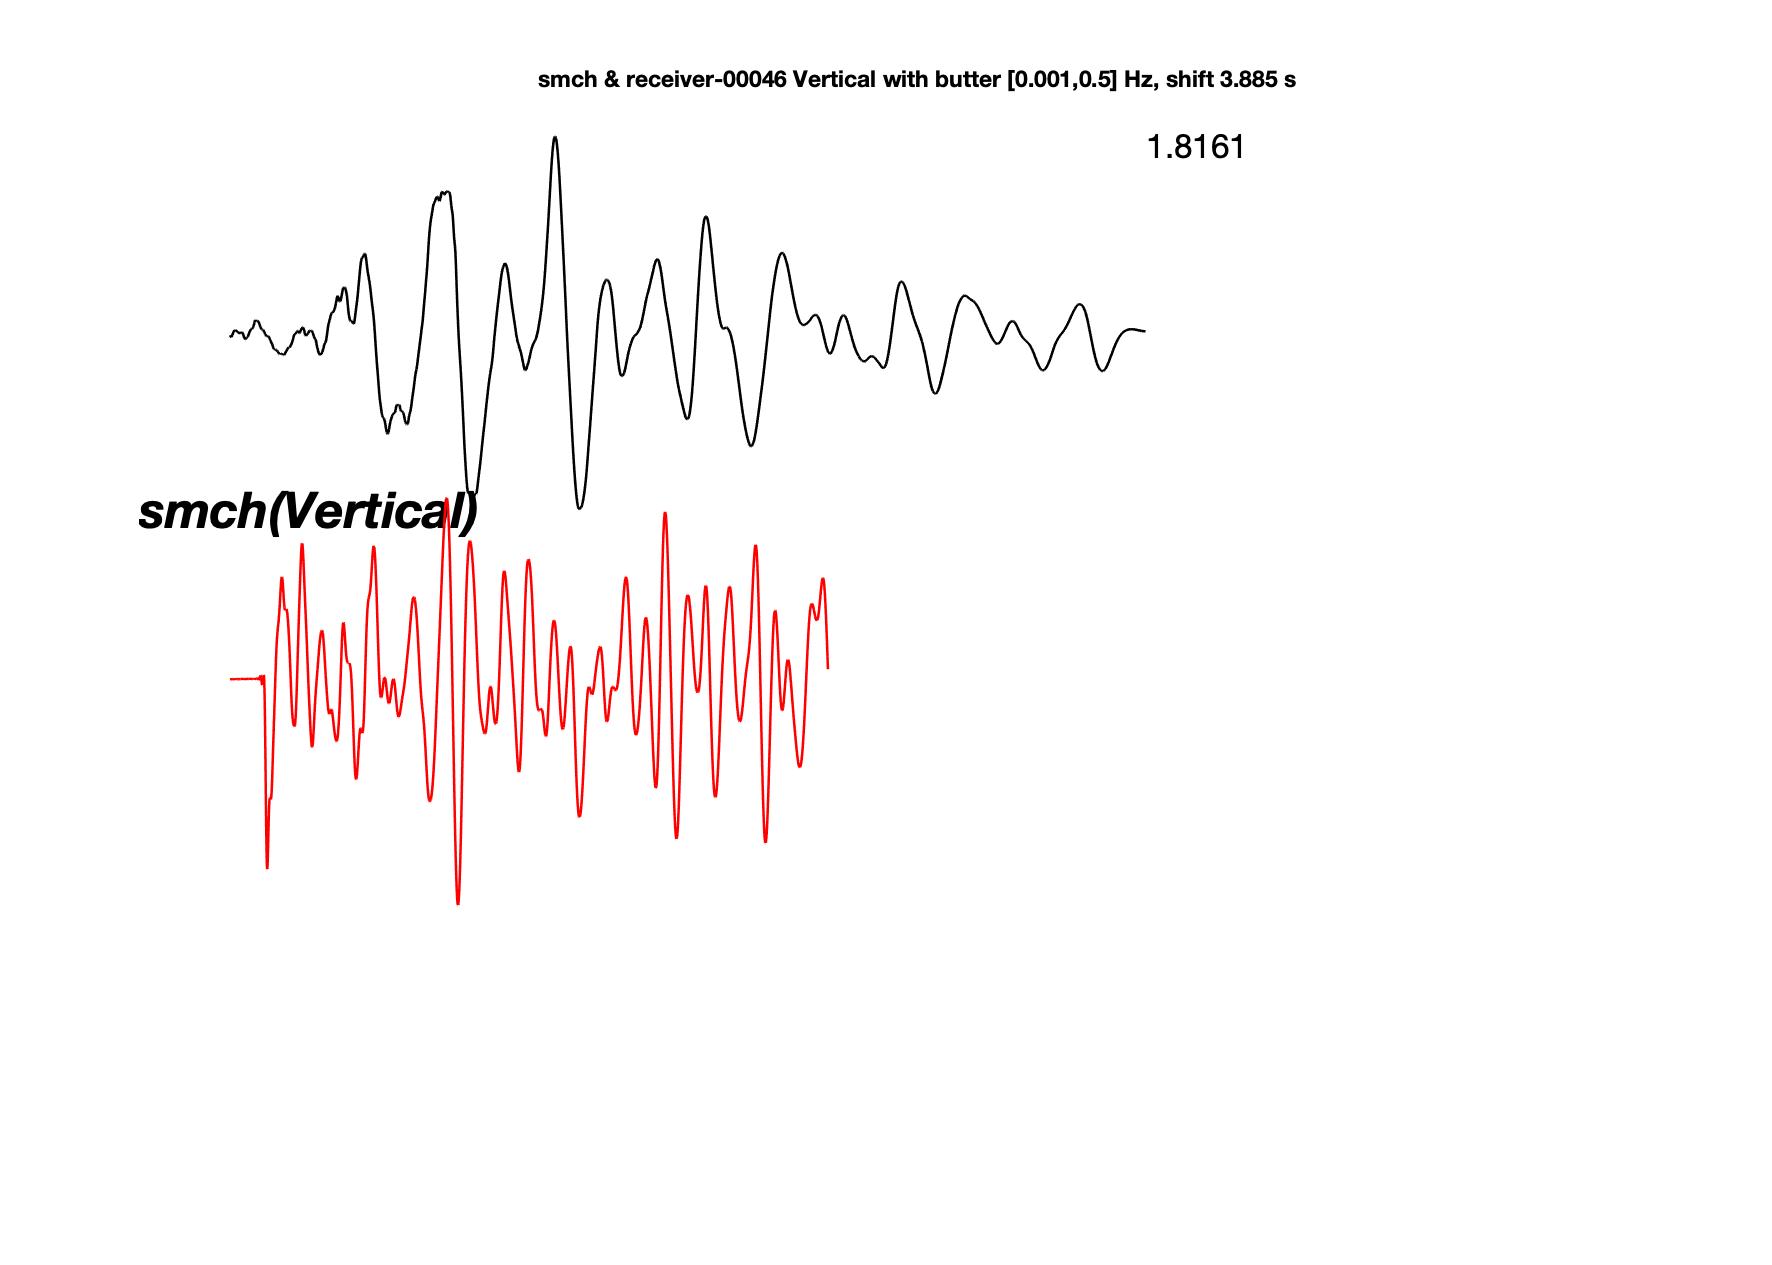 smch & receiver-00046 Vertical with butter [0.001,0.5] Hz, shift 3.885 s
1.8161
smch(Vertical)